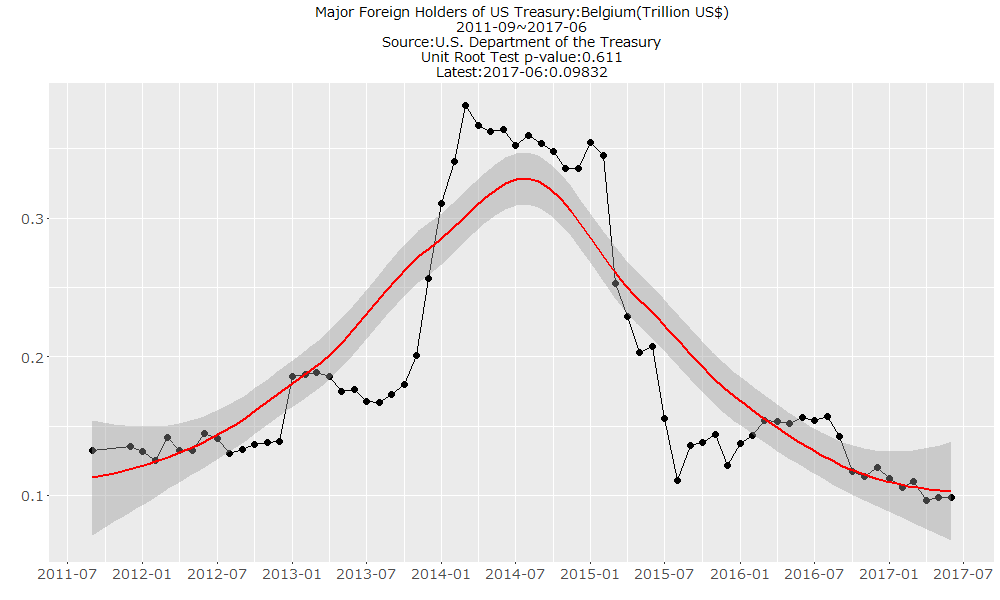 Major Foreign Holders of US Treasury:Belgium(Trillion US$)
2011-09~2017-06
Source:U.S. Department of the Treasury
Unit Root Test p-value:0.611
Latest:2017-06:0.09832
0.3
0.2
0.1
2011-07 2012-01 2012-07 2013-01 2013-07 2014-01 2014-07 2015-01 2015-07 2016-01 2016-07 2017-01 2017-07